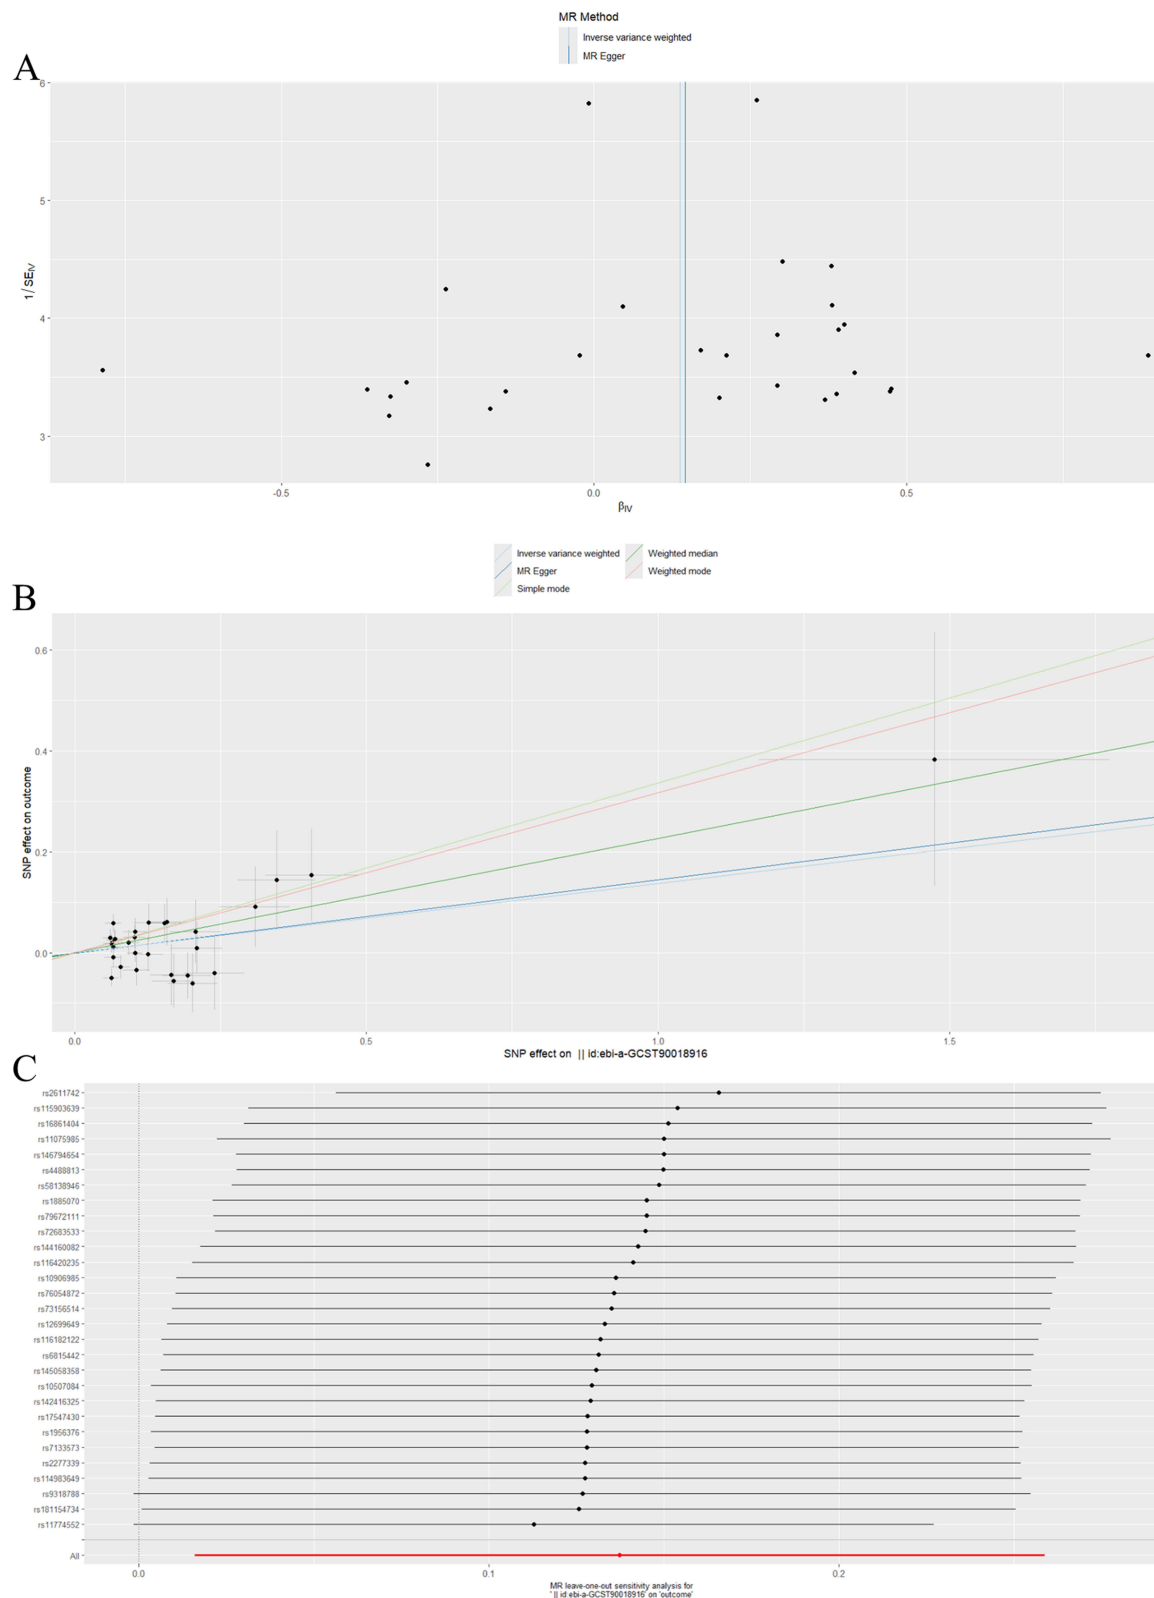 MR Method
Inverse variance weighted
MR Egger
A
6
5
4
3
1/ SEIV
-0.5 0.0 0.5
βIV
Inverse variance weighted Weighted median
MR Egger Weighted mode
Simple mode
B
0.6
0.4
0.2
0.0
SNP effect on outcome
0.0 0.5 1.0 1.5
SNP effect on || id:ebi-a-GCST90018916
C
rs2611742
rs115903639
rs16861404
rs11075985
rs146794654
rs4488813
rs58138946
rs1885070
rs79672111
rs72683533
rs144160082
rs116420235
rs10906985
rs76054872
rs73156514
rs12699649
rs116182122
rs6815442
rs145058358
rs10507084
rs142416325
rs17547430
rs1956376
rs7133573
rs2277339
rs114983649
rs9318788
rs181154734
rs11774552
All
0.0 0.1 0.2
MR leave-one-out sensitivity analysis for
' || id:ebi-a-GCST90018916' on 'outcome'